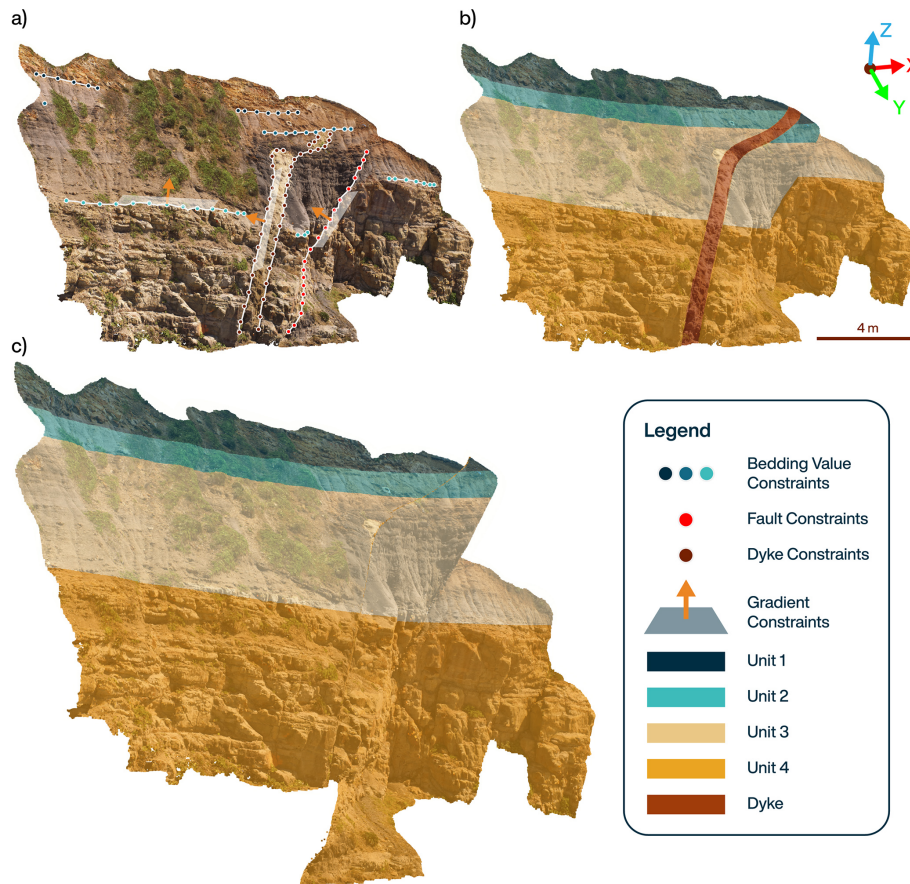 a)
b)
Z
X
Y
4 m
c)
Legend
Bedding Value
Constraints
Fault Constraints
Dyke Constraints
Gradient
Constraints
Unit 1
Unit 2
Unit 3
Unit 4
Dyke